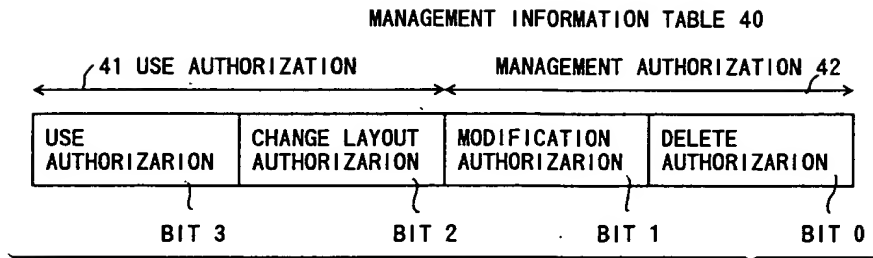 MANAGEMENT INFORMATION TABLE 40
41 USE AUTHORIZATION
MANAGEMENT AUTHORIZATION 42
USE
AUTHORIZARION
CHANGE LAYOUT
AUTHORIZARION
MODIFICATION
AUTHORIZARION
DELETE
AUTHORIZARION
BIT 3
BIT 2
BIT 1
BIT 0